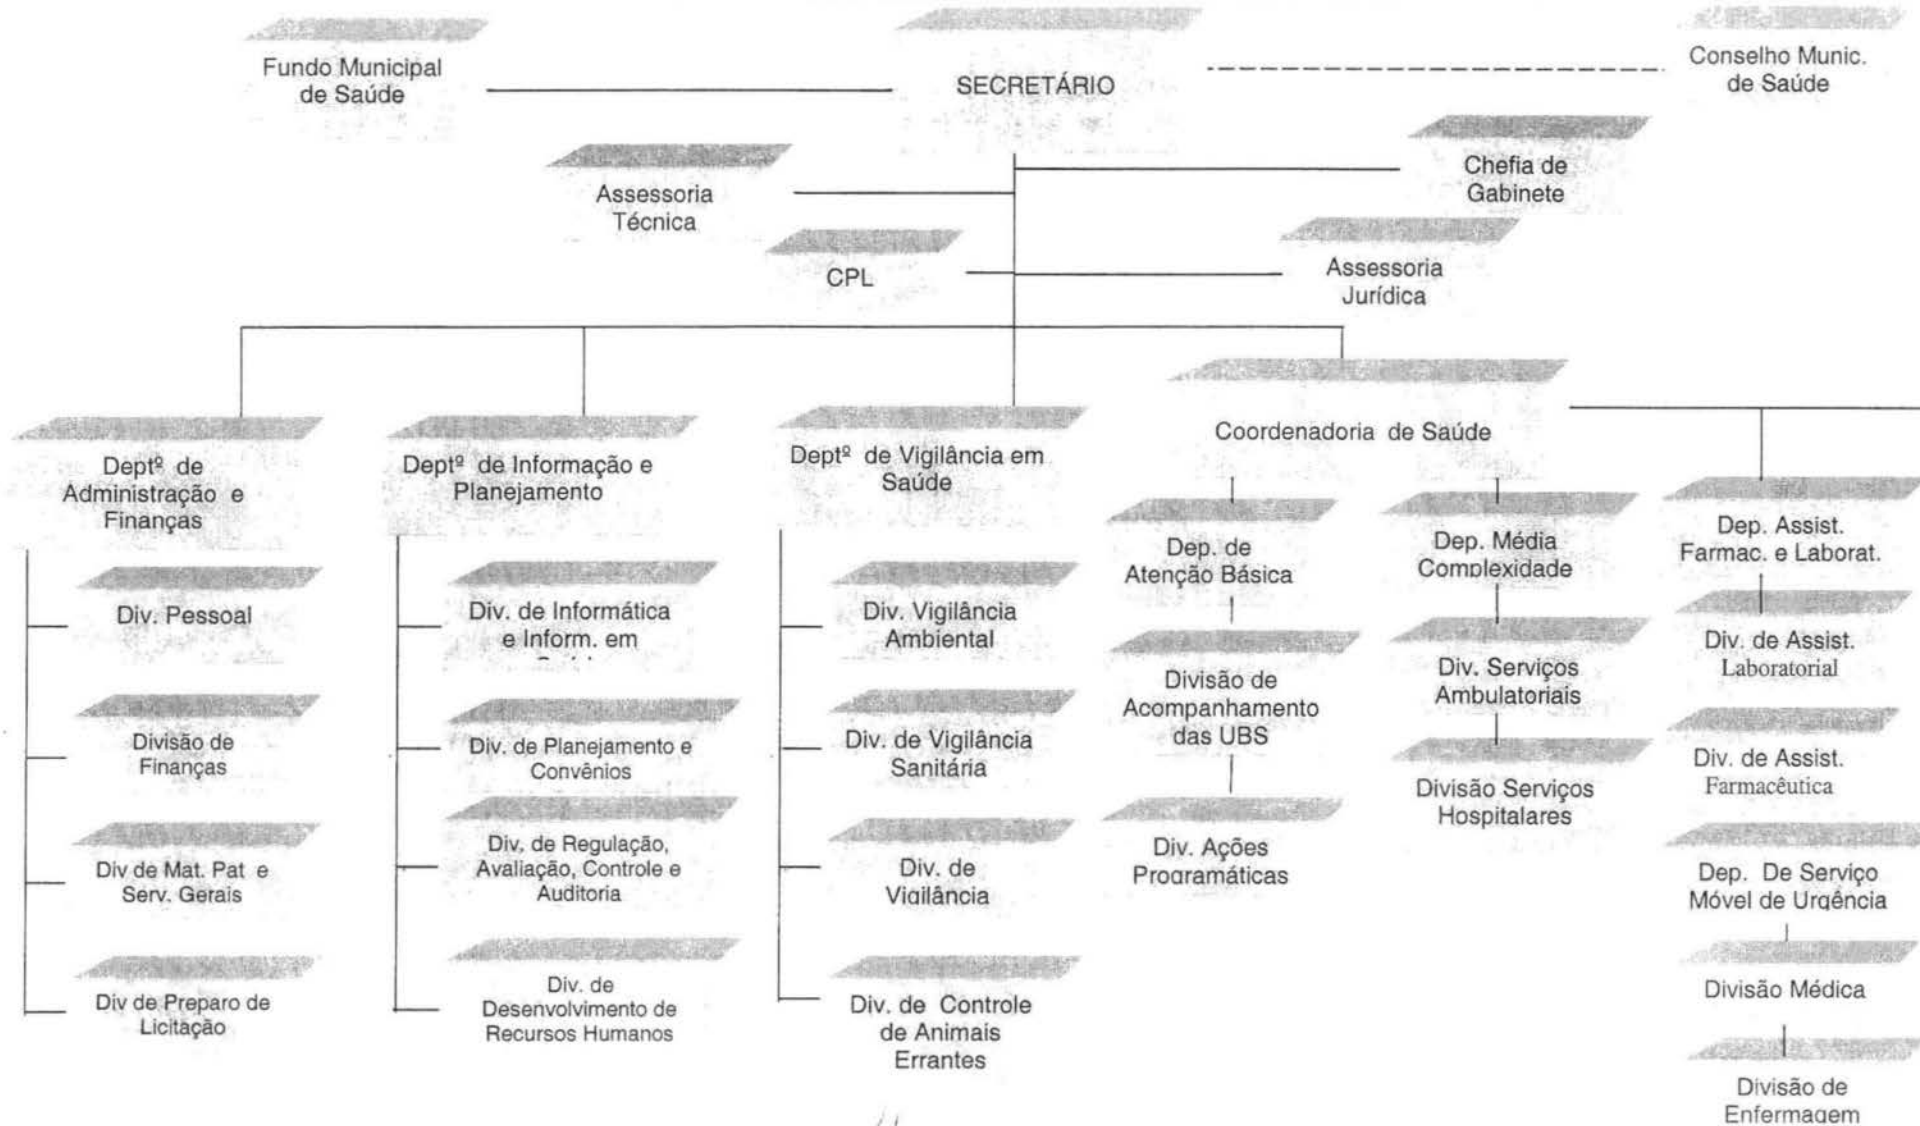 Fundo Municipal
de Saúde
SECRETÁRIO
Conselho Munic.
de Saúde
Assessoria
Técnica
Chefia de
Gabinete
CPL
Assessoria
Jurídica
Deptº de
Administração e
Finanças
Div. Pessoal
Divisão de
Finanças
Div de Mat. Pat e
Serv. Gerais
Div de Preparo de
Licitação
Deptº de Informação e
Planejamento
Div. de Informática
e Inform. em
Div. de Planejamento e
Convênios
Div, de Regulação,
Avaliação, Controle e
Auditoria
Div. de
Desenvolvimento de
Recursos Humanos
Deptº de Vigilância em
Saúde
Div. Vigilância
Ambiental
Div. de Vigilância
Sanitária
Div. de
Vigilância
Div. de Controle
de Animais
Errantes
Coordenadoria de Saúde
Dep. de
Atenção Básica
Divisão de
Acompanhamento
das UBS
Div. Ações
Programáticas
Dep. Média
Complexidade
Div. Serviços
Ambulatoriais
Divisão Serviços
Hospitalares
Dep. Assist.
Farmac. e Laborat.
Div. de Assist.
Laboratorial
Div. de Assist.
Farmacêutica
Dep. De Serviço
Móvel de Urgência
Divisão Médica
Divisão de
Enfermagem